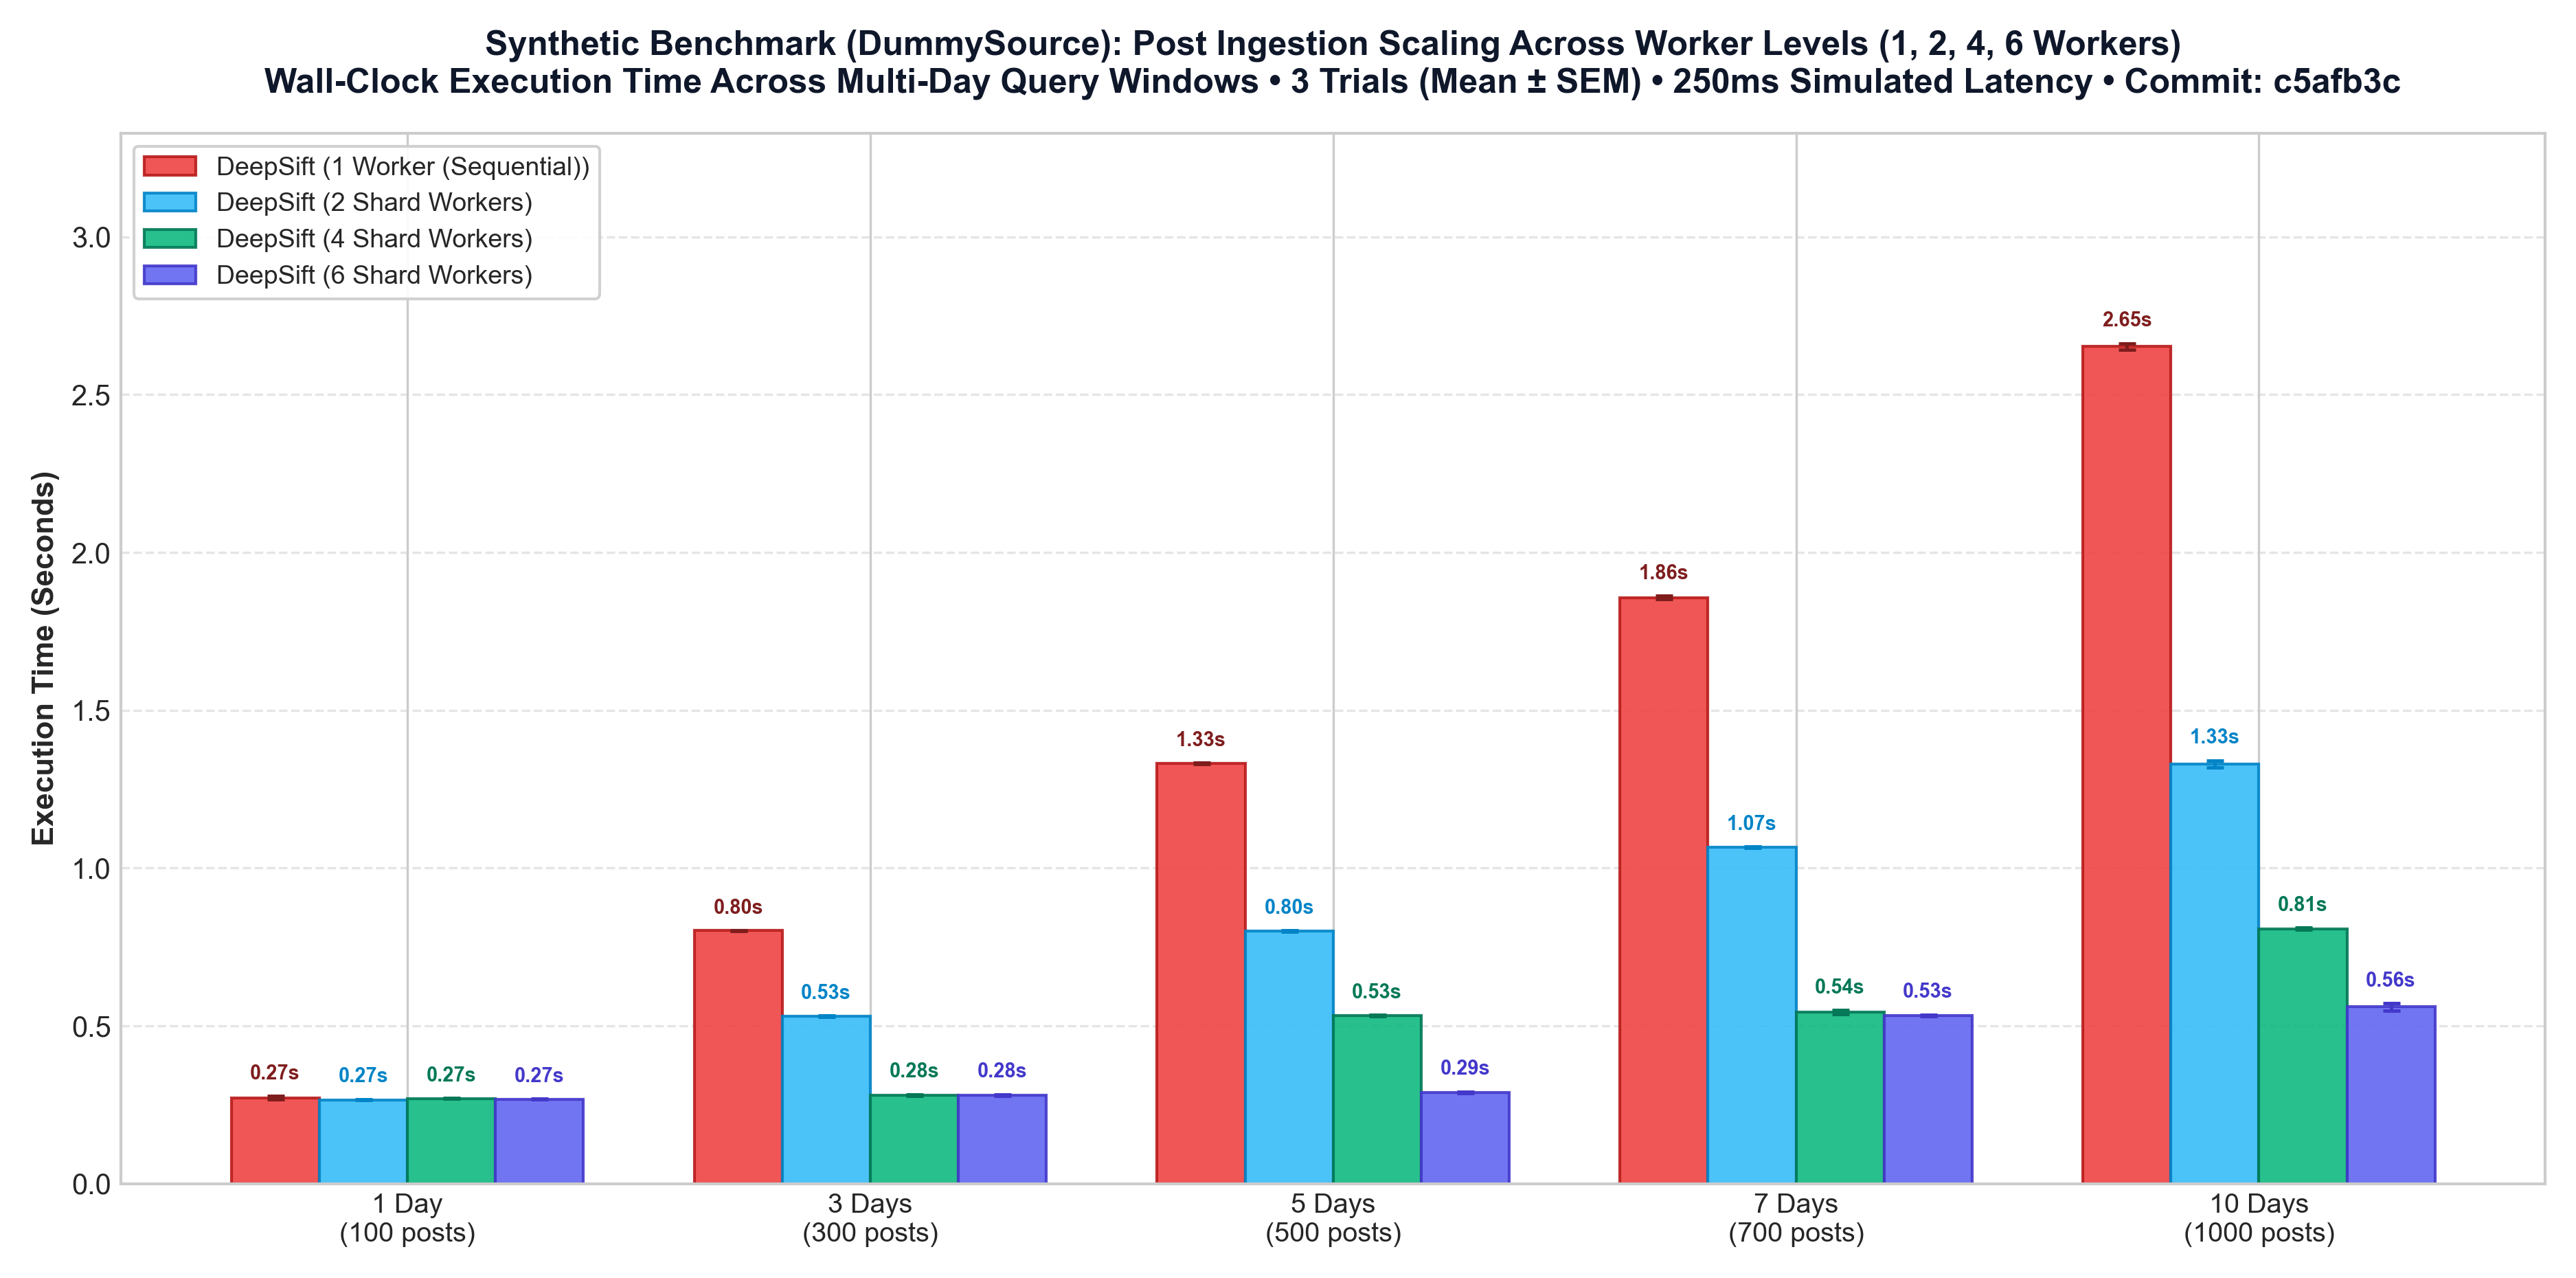 Synthetic Benchmark (DummySource): Post Ingestion Scaling Across Worker Levels (1, 2, 4, 6 Workers)
Wall-Clock Execution Time Across Multi-Day Query Windows • 3 Trials (Mean ± SEM) • 250ms Simulated Latency • Commit: c5afb3c
DeepSift (1 Worker (Sequential))
DeepSift (2 Shard Workers)
DeepSift (4 Shard Workers)
DeepSift (6 Shard Workers)
Execution Time (Seconds)
3.0
2.5
2.0
1.5
1.0
0.5
0.0
0.27s
0.27s
0.27s
0.27s
0.80s
0.53s
0.28s
0.28s
1.33s
0.80s
0.53s
0.29s
1.86s
1.07s
0.54s
0.53s
2.65s
1.33s
0.81s
0.56s
1 Day
(100 posts)
3 Days
(300 posts)
5 Days
(500 posts)
7 Days
(700 posts)
10 Days
(1000 posts)